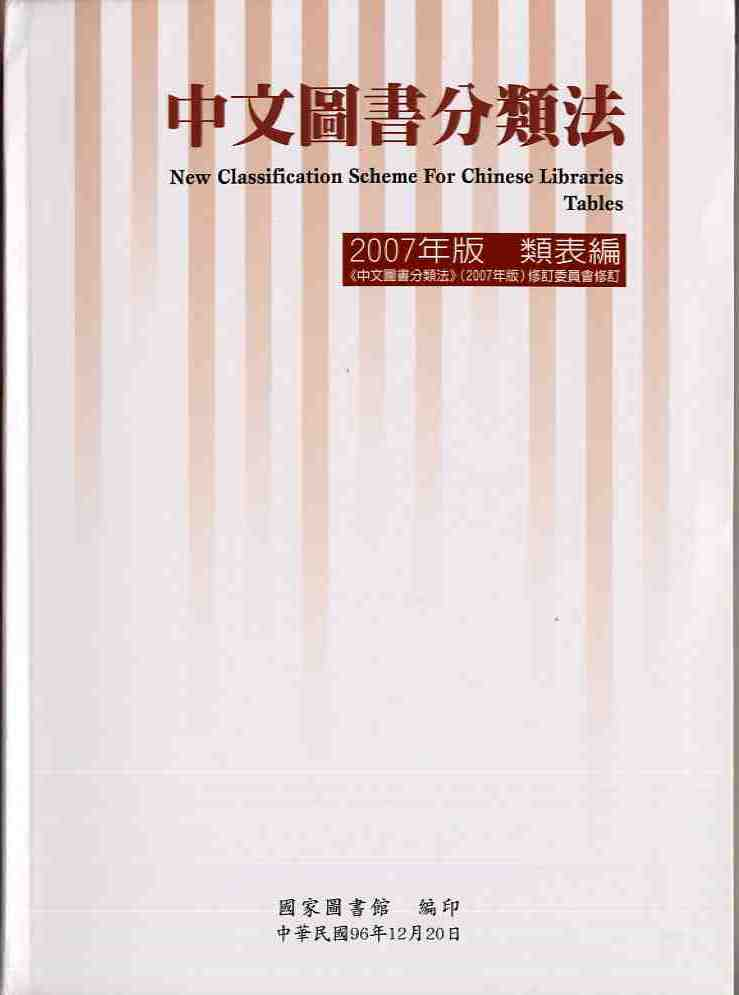 中文圖書分類法
New Classification Scheme For Chinese Libraries
Tables
2007年版 類表編
《中文圖書分類法》(2007年版)修訂委員會修訂
國家圖書館 編印
中華民國96年12月20日